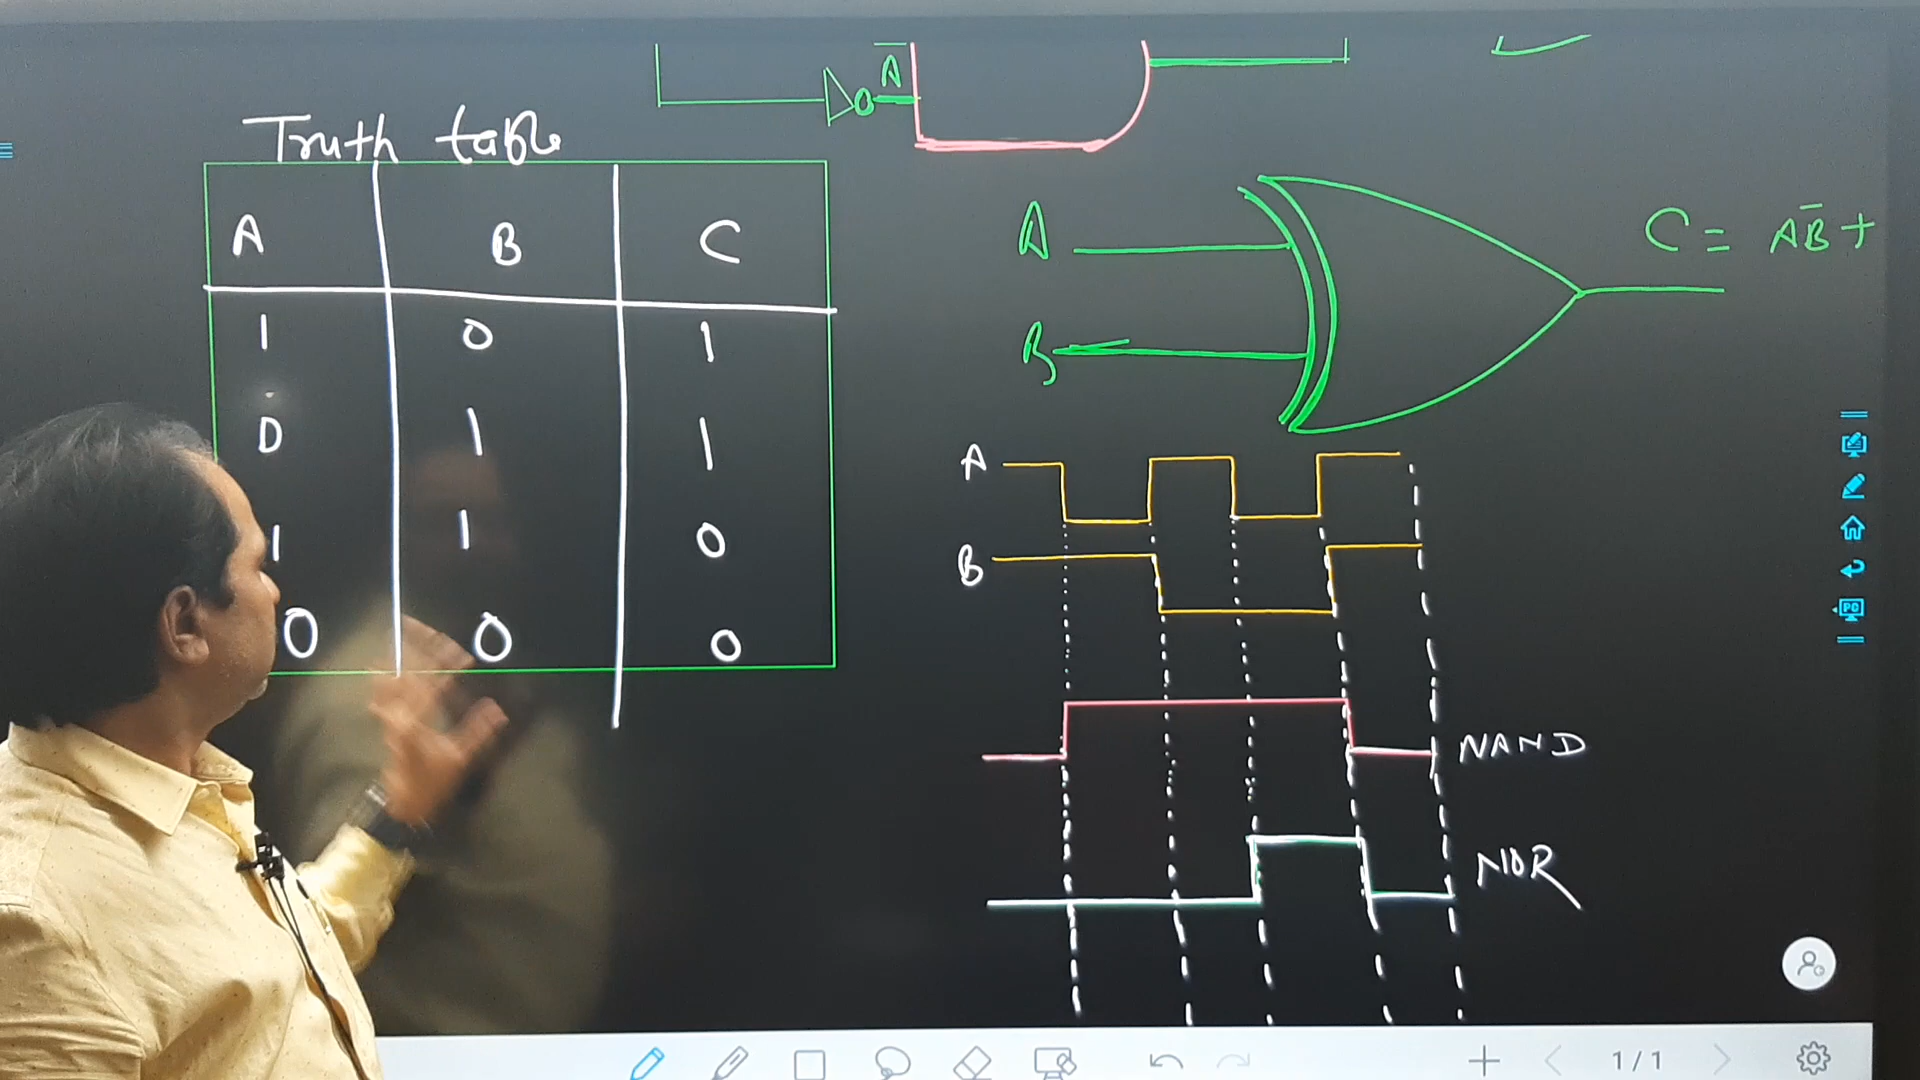 A̅
Truth table
A B C
1 0 1
0 1 1
1 1 0
0 0 0
A
B
C = AB̅ +
A
B
NAND
NOR
PC
1/1